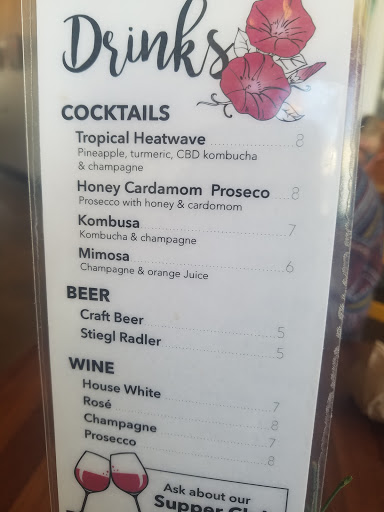 Drinks
COCKTAILS
Tropical Heatwave 8
Pineapple, turmeric, CBD kombucha
& champagne
Honey Cardamom Proseco 8
Prosecco with honey & cardomom
Kombusa 7
Kombucha & champagne
Mimosa 6
Champagne & orange Juice
BEER
Craft Beer 5
Stiegl Radler 5
WINE
House White 7
Rosé 8
Champagne 7
Prosecco 8
Ask about our
Supper